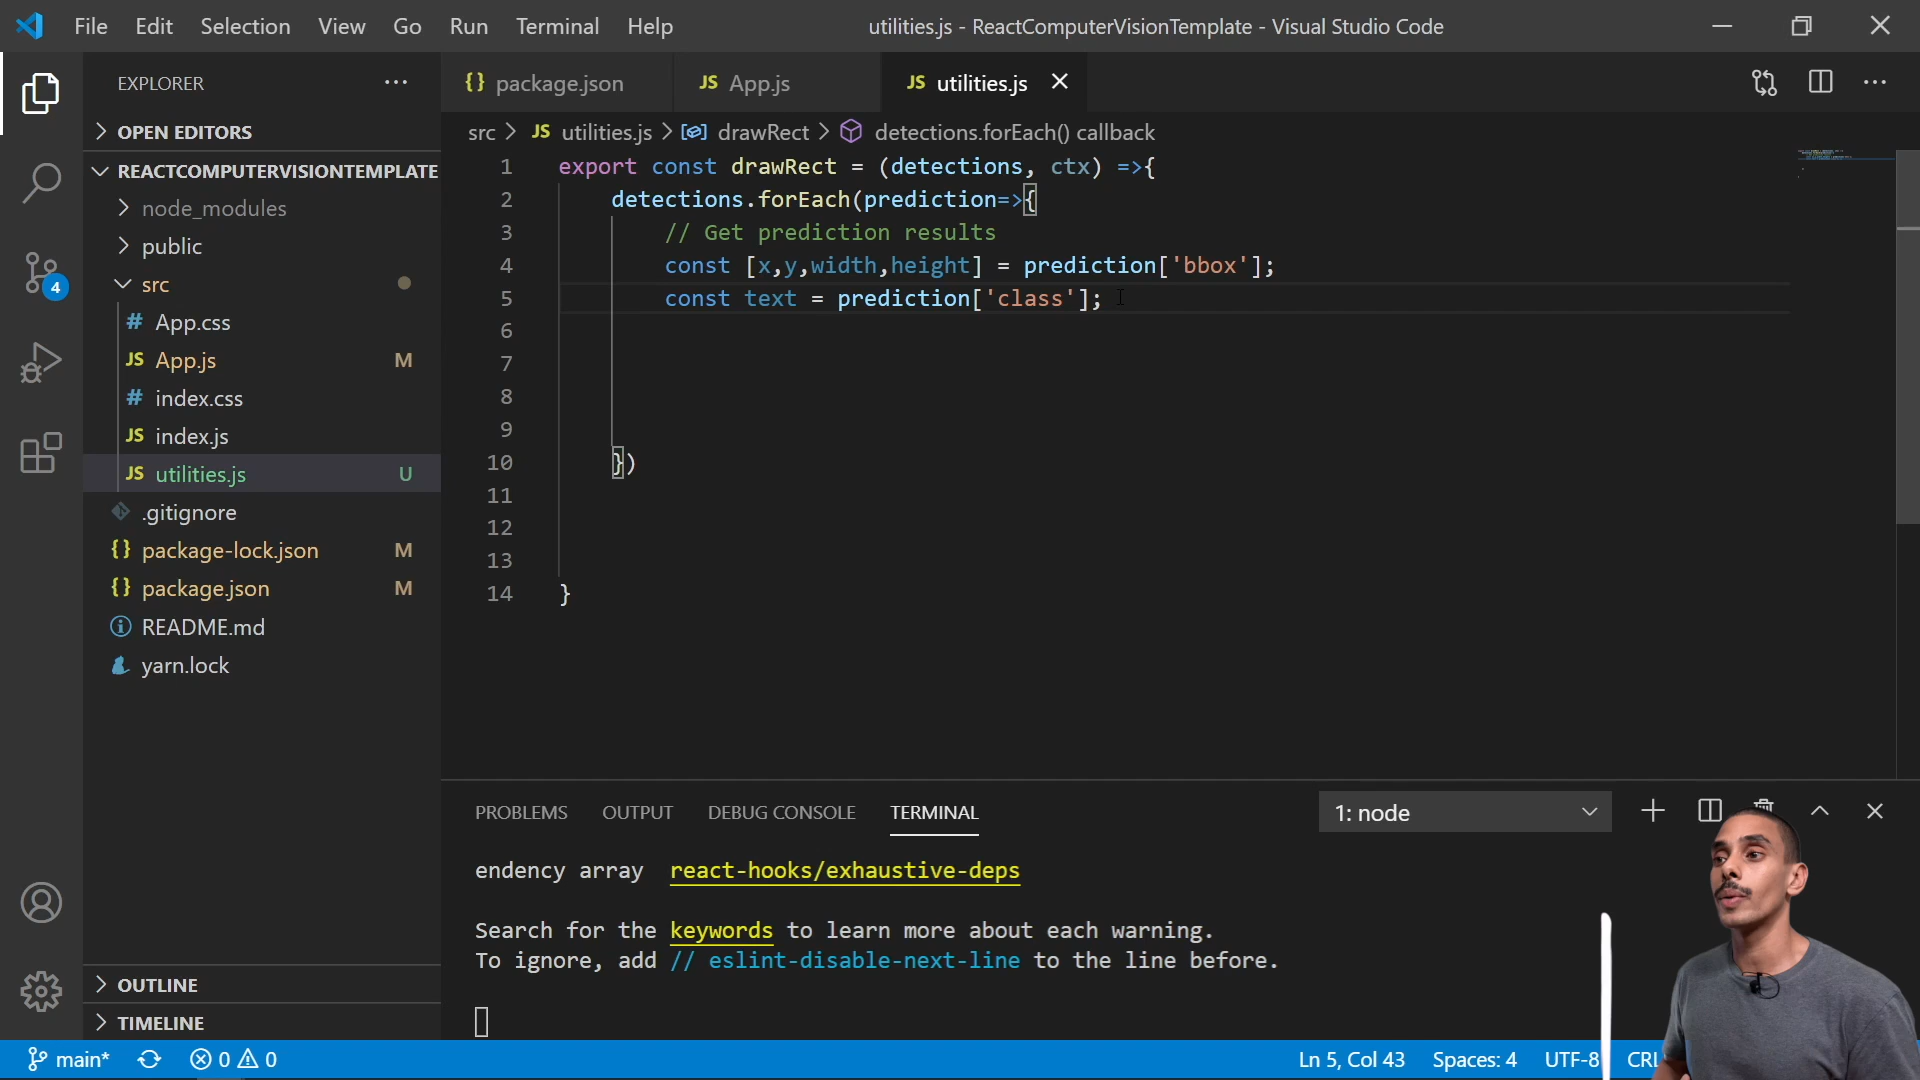 File Edit Selection View Go Run Terminal Help
utilities.js - ReactComputerVisionTemplate - Visual Studio Code
EXPLORER
OPEN EDITORS
REACTCOMPUTERVISIONTEMPLATE
node_modules
public
src
# App.css
JS App.js M
# index.css
JS index.js
JS utilities.js U
.gitignore
{} package-lock.json M
{} package.json M
README.md
yarn.lock
OUTLINE
TIMELINE
4
{} package.json
JS App.js
JS utilities.js
src > JS utilities.js > drawRect > detections.forEach() callback
1 export const drawRect = (detections, ctx) =>{
2 detections.forEach(prediction=>{
3 // Get prediction results
4 const [x,y,width,height] = prediction['bbox'];
5 const text = prediction['class'];
6
7
8
9
10 })
11
12
13
14 }
PROBLEMS OUTPUT DEBUG CONSOLE TERMINAL
1: node
endency array react-hooks/exhaustive-deps
Search for the keywords to learn more about each warning.
To ignore, add // eslint-disable-next-line to the line before.
main* 0 0
Ln 5, Col 43 Spaces: 4 UTF-8